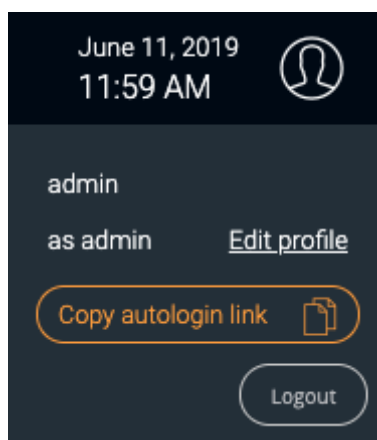 June 11, 2019
11:59 AM
admin
as admin Edit profile
Copy autologin link
Logout